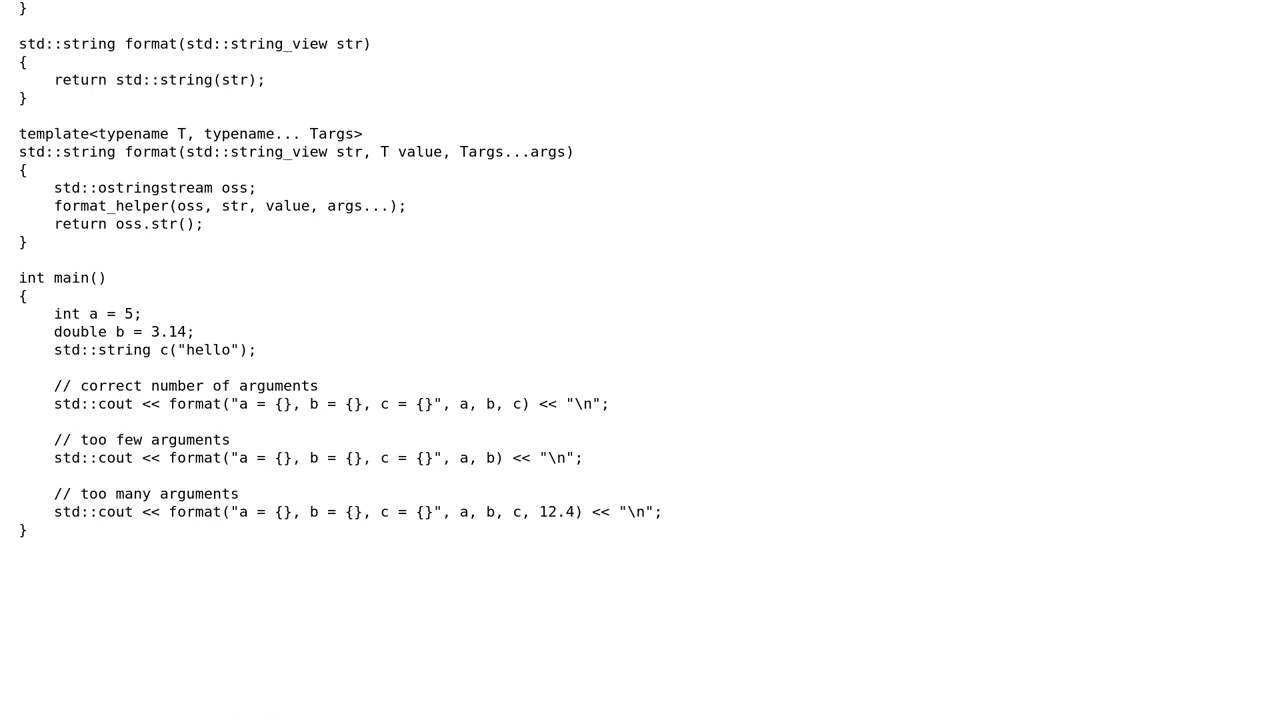 }

std::string format(std::string_view str)
{
    return std::string(str);
}

template<typename T, typename... Targs>
std::string format(std::string_view str, T value, Targs...args)
{
    std::ostringstream oss;
    format_helper(oss, str, value, args...);
    return oss.str();
}

int main()
{
    int a = 5;
    double b = 3.14;
    std::string c("hello");

    // correct number of arguments
    std::cout << format("a = {}, b = {}, c = {}", a, b, c) << "\n";

    // too few arguments
    std::cout << format("a = {}, b = {}, c = {}", a, b) << "\n";

    // too many arguments
    std::cout << format("a = {}, b = {}, c = {}", a, b, c, 12.4) << "\n";
}